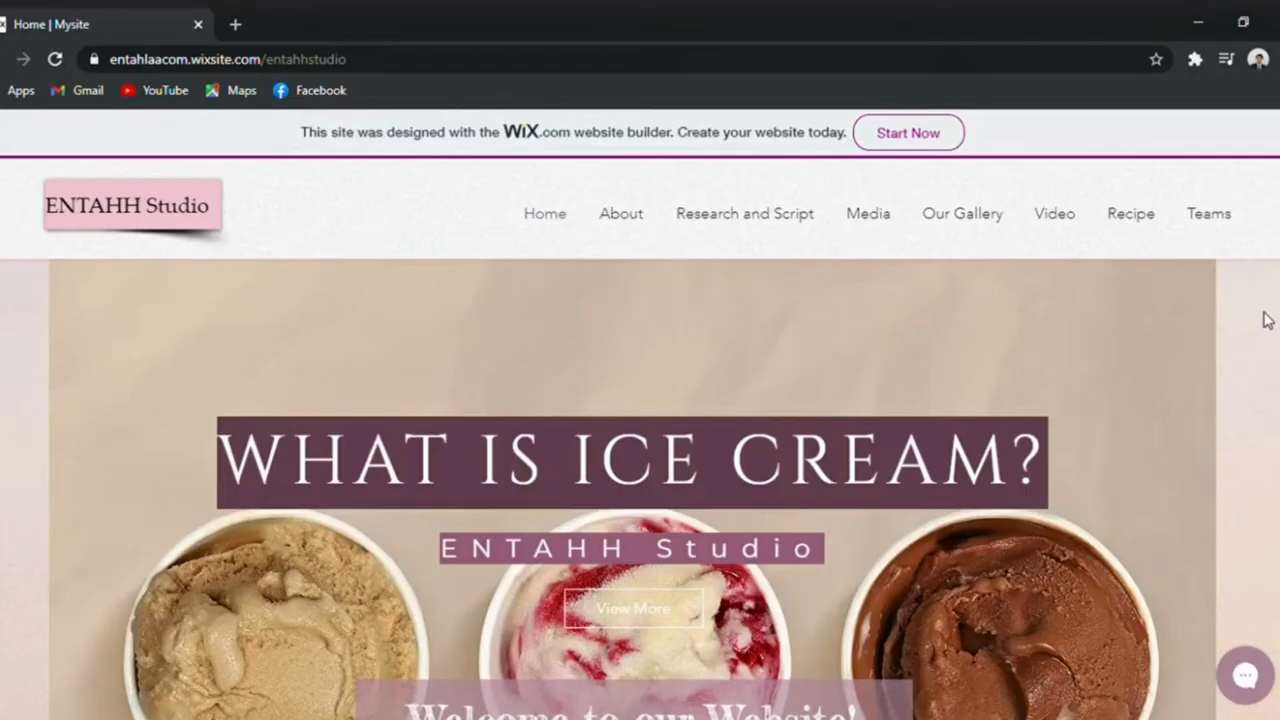 Home | Mysite
entahlaacom.wixsite.com/entahhstudio
Apps Gmail YouTube Maps Facebook
This site was designed with the WiX.com website builder. Create your website today. Start Now
ENTAHH Studio
Home About Research and Script Media Our Gallery Video Recipe Teams
WHAT IS ICE CREAM?
ENTAHH Studio
View More
Welcome to our Website!